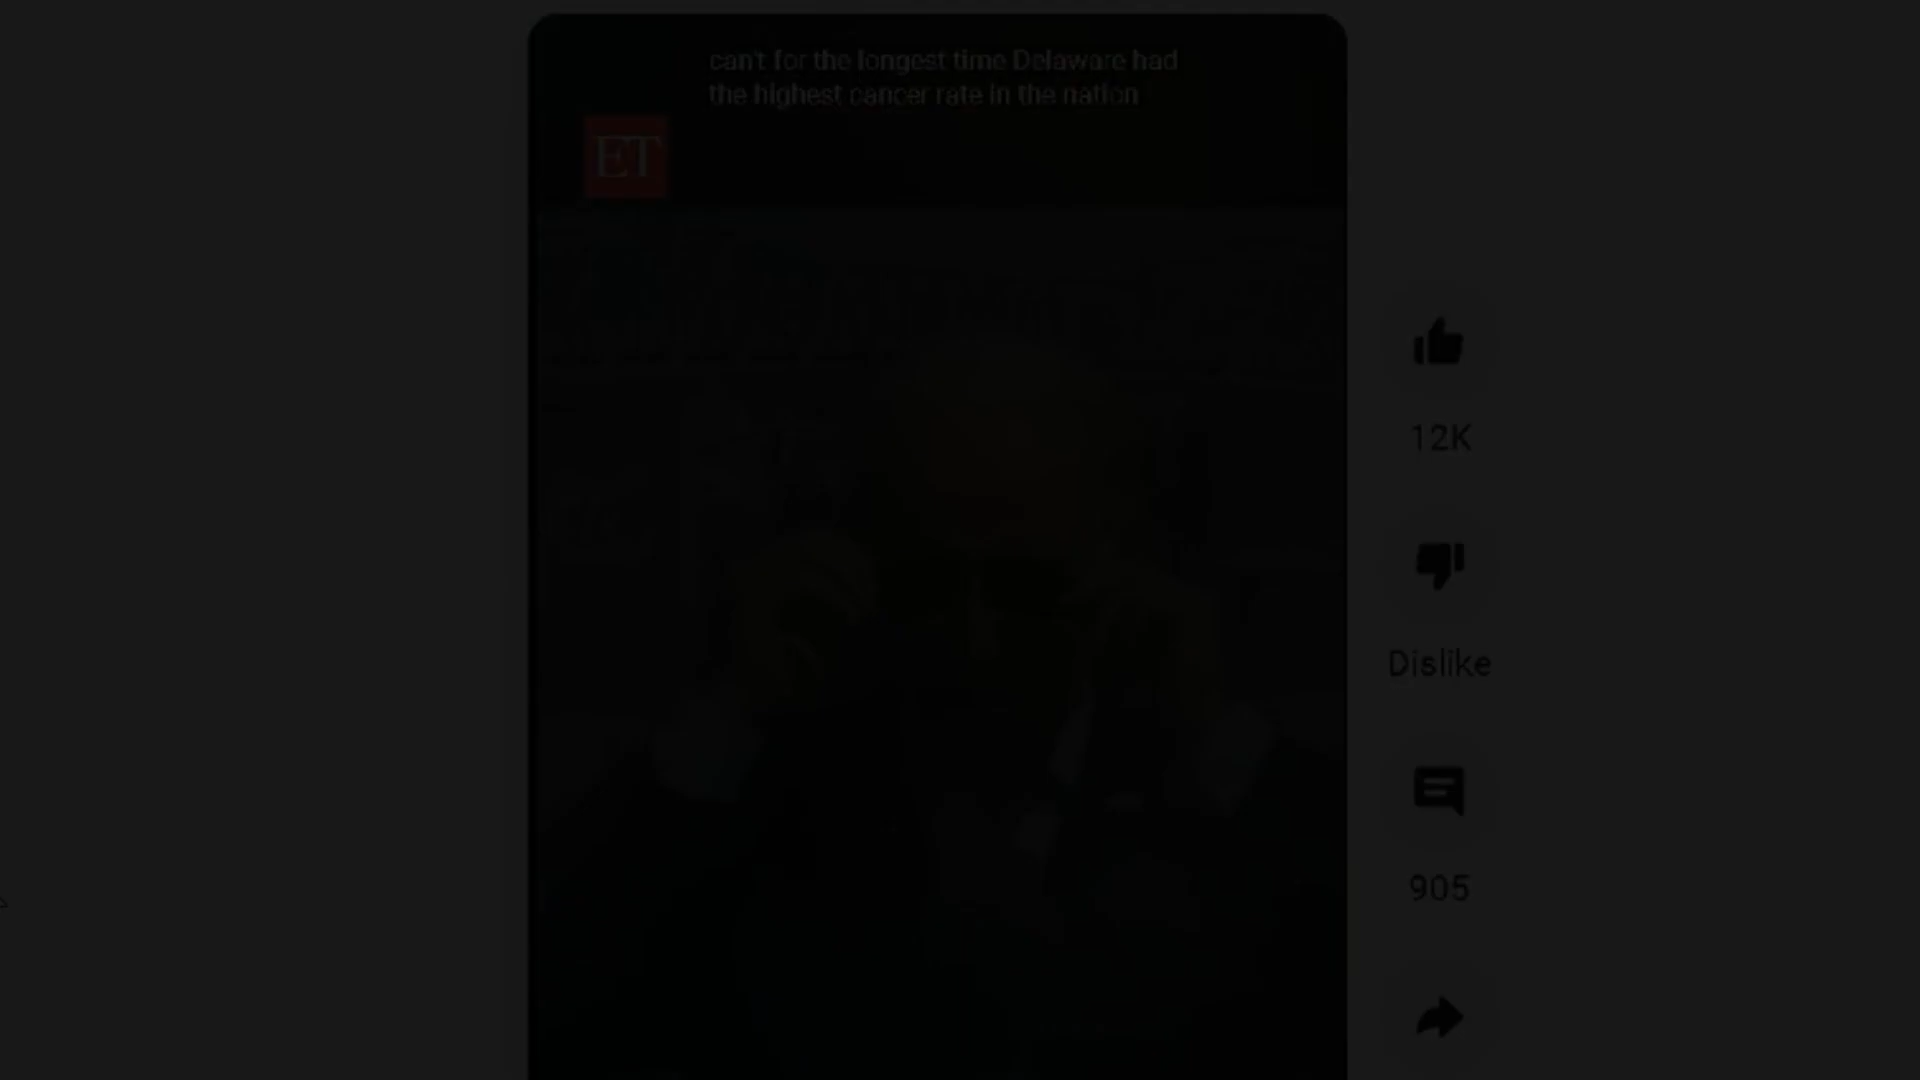 can't for the longest time Delaware had
the highest cancer rate in the nation
ET
12K
Dislike
905